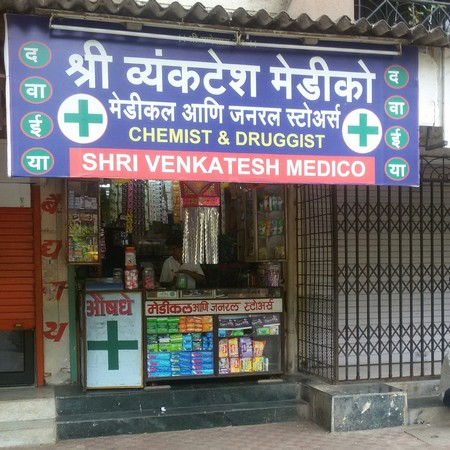 श्री व्यंकटेश मेडीको
मेडीकल आणि जनरल स्टोअर्स
CHEMIST & DRUGGIST
SHRI VENKATESH MEDICO
द
वा
ई
या
द
वा
ई
या
औषधे
मेडीकल आणि जनरल स्टोअर्स